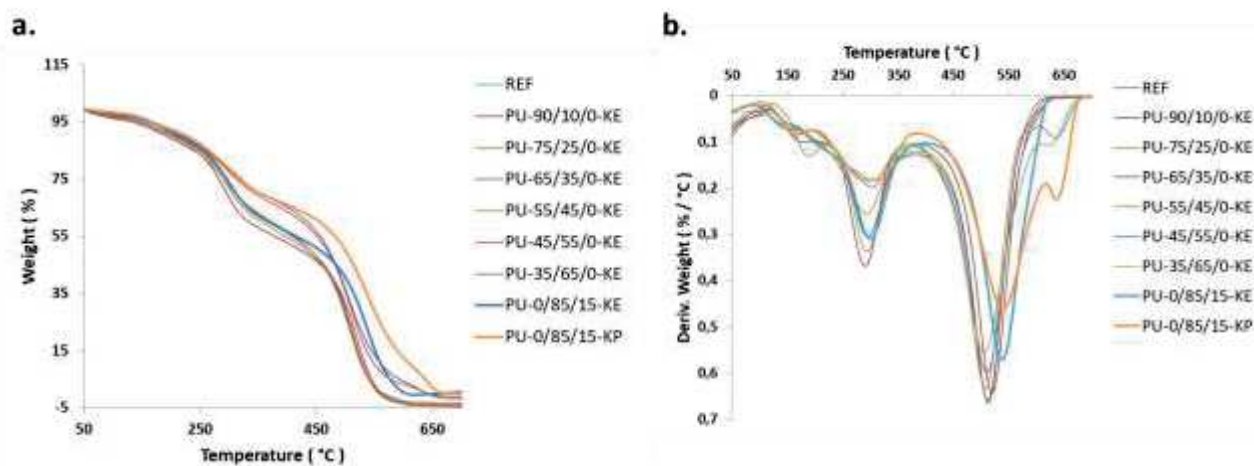 a.
115
95
75
55
35
15
-5
50 250 450 650
Weight ( % )
Temperature ( °C )
REF
PU-90/10/0-KE
PU-75/25/0-KE
PU-65/35/0-KE
PU-55/45/0-KE
PU-45/55/0-KE
PU-35/65/0-KE
PU-0/85/15-KE
PU-0/85/15-KP
b.
Temperature ( °C )
50 150 250 350 450 550 650
0
0,1
0,2
0,3
0,4
0,5
0,6
0,7
Deriv. Weight ( % / °C )
REF
PU-90/10/0-KE
PU-75/25/0-KE
PU-65/35/0-KE
PU-55/45/0-KE
PU-45/55/0-KE
PU-35/65/0-KE
PU-0/85/15-KE
PU-0/85/15-KP